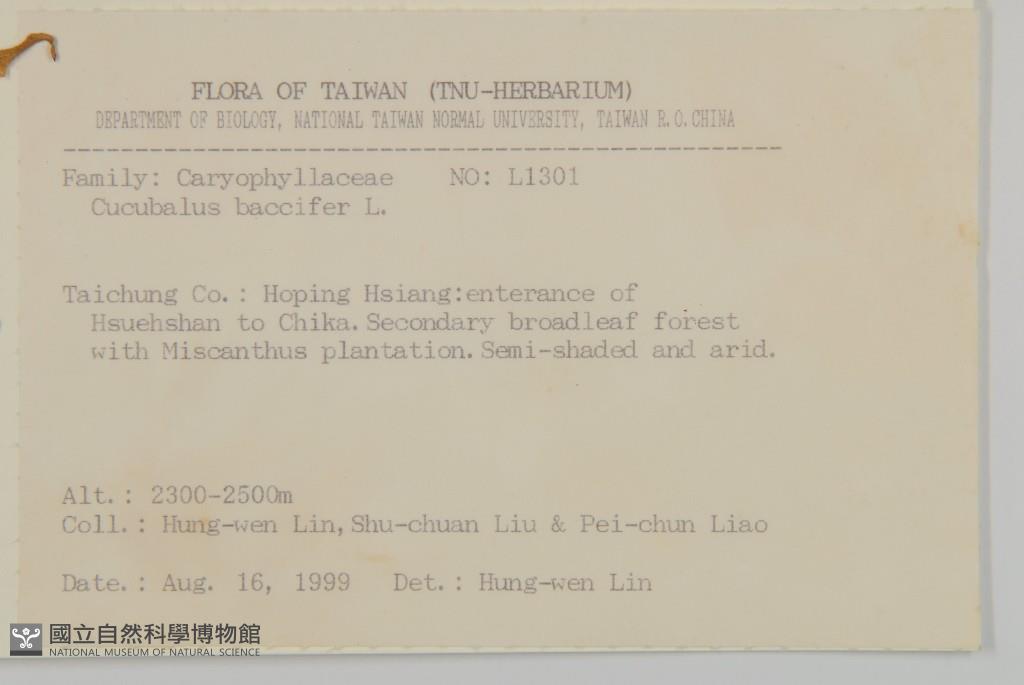 FLORA OF TAIWAN (TNU-HERBARIUM)
DEPARTMENT OF BIOLOGY, NATIONAL TAIWAN NORMAL UNIVERSITY, TAIWAN R.O.CHINA
Family: Caryophyllaceae NO: L1301
Cucubalus baccifer L.
Taichung Co.: Hoping Hsiang:enterance of
Hsuehshan to Chika. Secondary broadleaf forest
with Miscanthus plantation. Semi-shaded and arid.
Alt.: 2300-2500m
Coll.: Hung-wen Lin, Shu-chuan Liu & Pei-chun Liao
Date.: Aug. 16, 1999 Det.: Hung-wen Lin
國立自然科學博物館
NATIONAL MUSEUM OF NATURAL SCIENCE